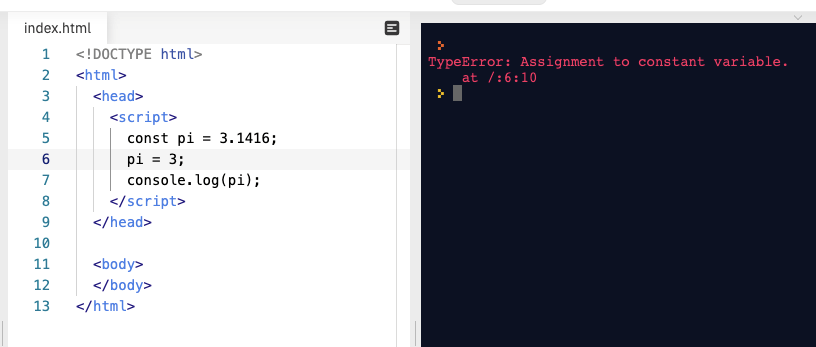 index.html
1 <!DOCTYPE html>
2 <html>
3   <head>
4     <script>
5       const pi = 3.1416;
6       pi = 3;
7       console.log(pi);
8     </script>
9   </head>
10
11   <body>
12   </body>
13 </html>
TypeError: Assignment to constant variable.
    at /:6:10